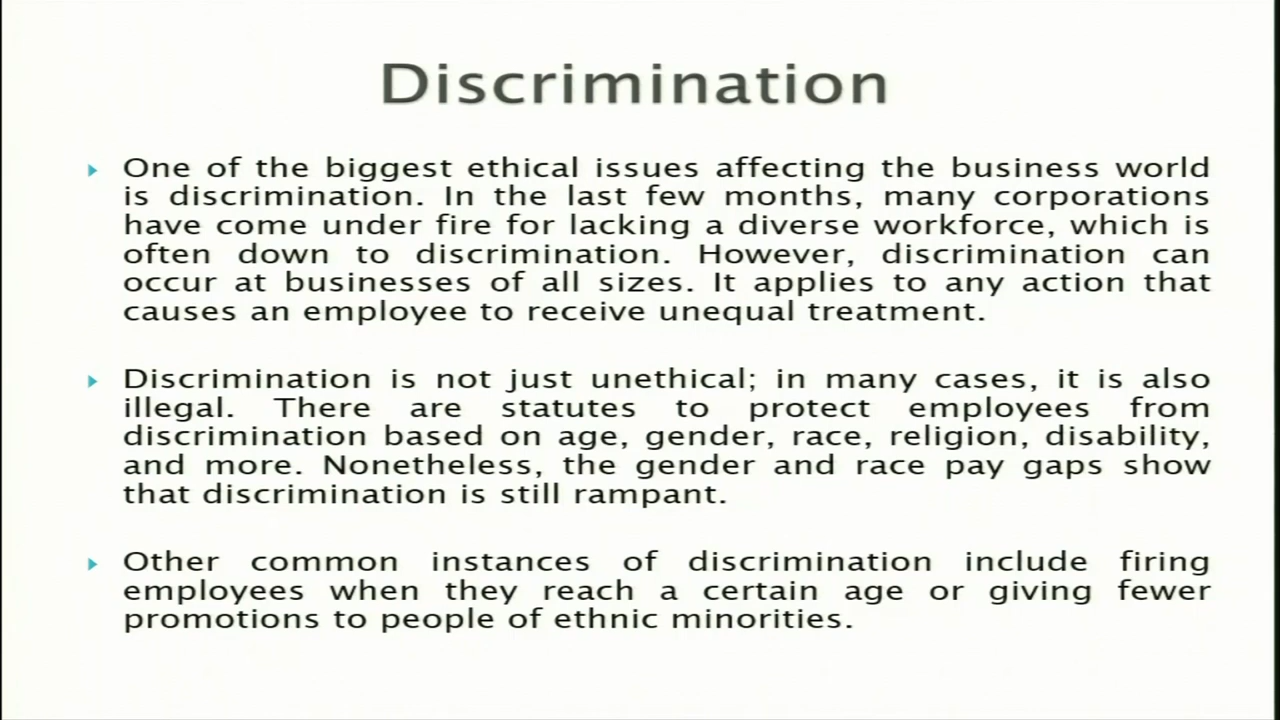 Discrimination
One of the biggest ethical issues affecting the business world
is discrimination. In the last few months, many corporations
have come under fire for lacking a diverse workforce, which is
often down to discrimination. However, discrimination can
occur at businesses of all sizes. It applies to any action that
causes an employee to receive unequal treatment.
Discrimination is not just unethical; in many cases, it is also
illegal. There are statutes to protect employees from
discrimination based on age, gender, race, religion, disability,
and more. Nonetheless, the gender and race pay gaps show
that discrimination is still rampant.
Other common instances of discrimination include firing
employees when they reach a certain age or giving fewer
promotions to people of ethnic minorities.